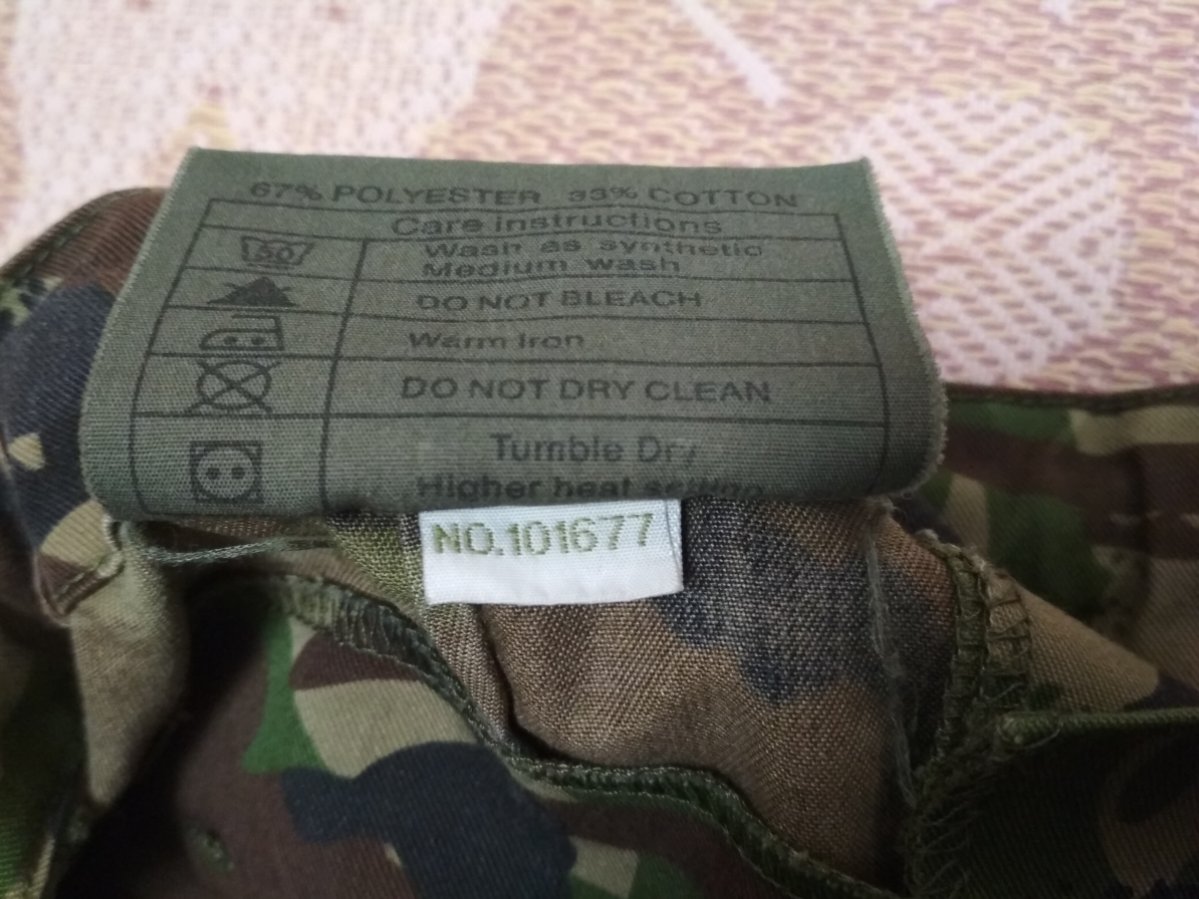 67% POLYESTER 33% COTTON
Care instructions
50
Wash as synthetic
Medium wash
DO NOT BLEACH
Warm Iron
DO NOT DRY CLEAN
Tumble Dry
Higher heat setting
NO.101677